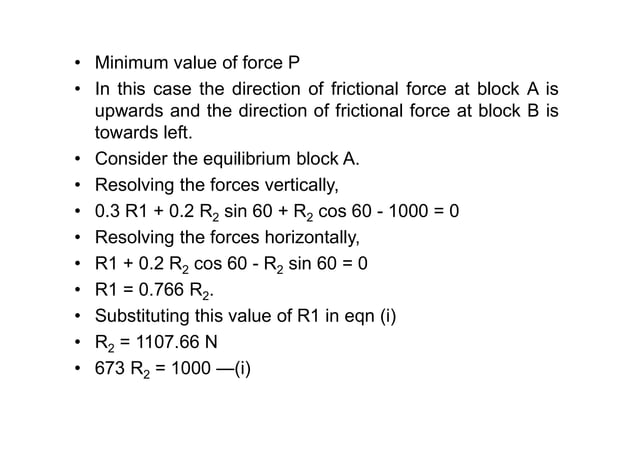 • Minimum value of force P
• In this case the direction of frictional force at block A is
upwards and the direction of frictional force at block B is
towards left.
• Consider the equilibrium block A.
• Resolving the forces vertically,
• 0.3 R1 + 0.2 R₂ sin 60 + R₂ cos 60 - 1000 = 0
• Resolving the forces horizontally,
• R1 + 0.2 R₂ cos 60 - R₂ sin 60 = 0
• R1 = 0.766 R₂.
• Substituting this value of R1 in eqn (i)
• R₂ = 1107.66 N
• 673 R₂ = 1000 —(i)